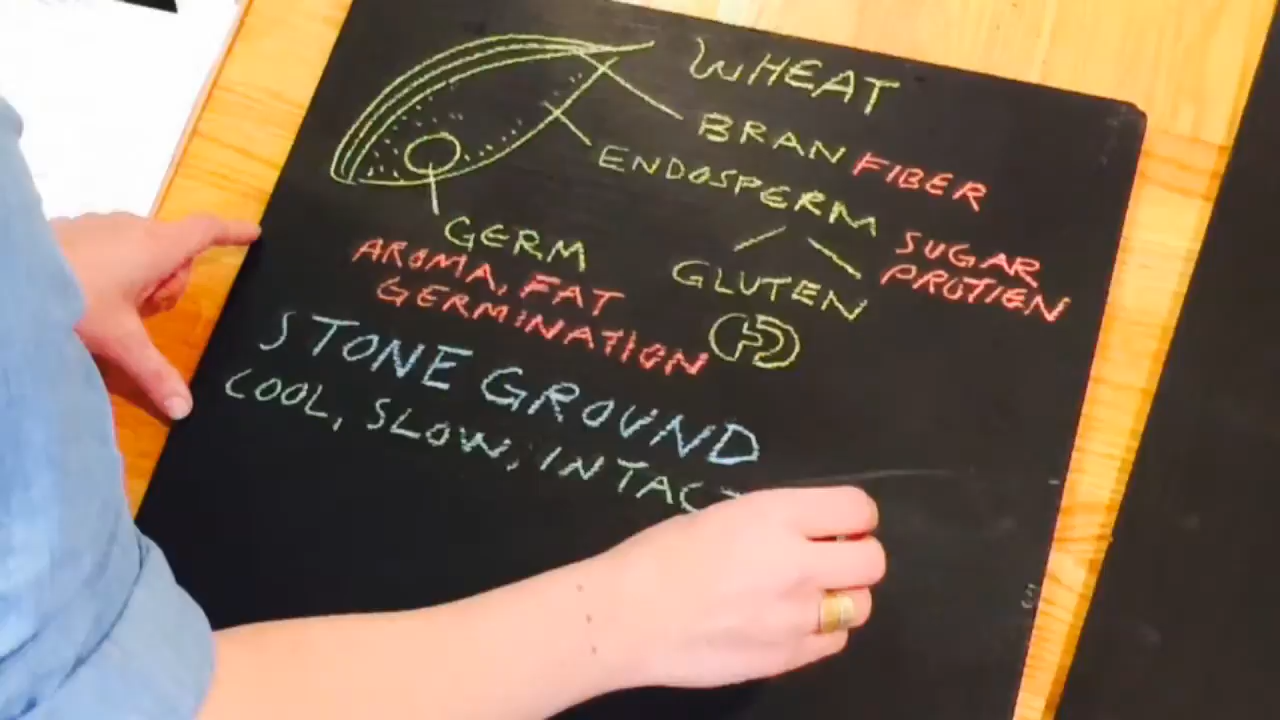 WHEAT
BRAN FIBER
ENDOSPERM
SUGAR
PROTIEN
GERM
GLUTEN
AROMA, FAT
GERMINATION
STONE GROUND
COOL, SLOW, INTACT